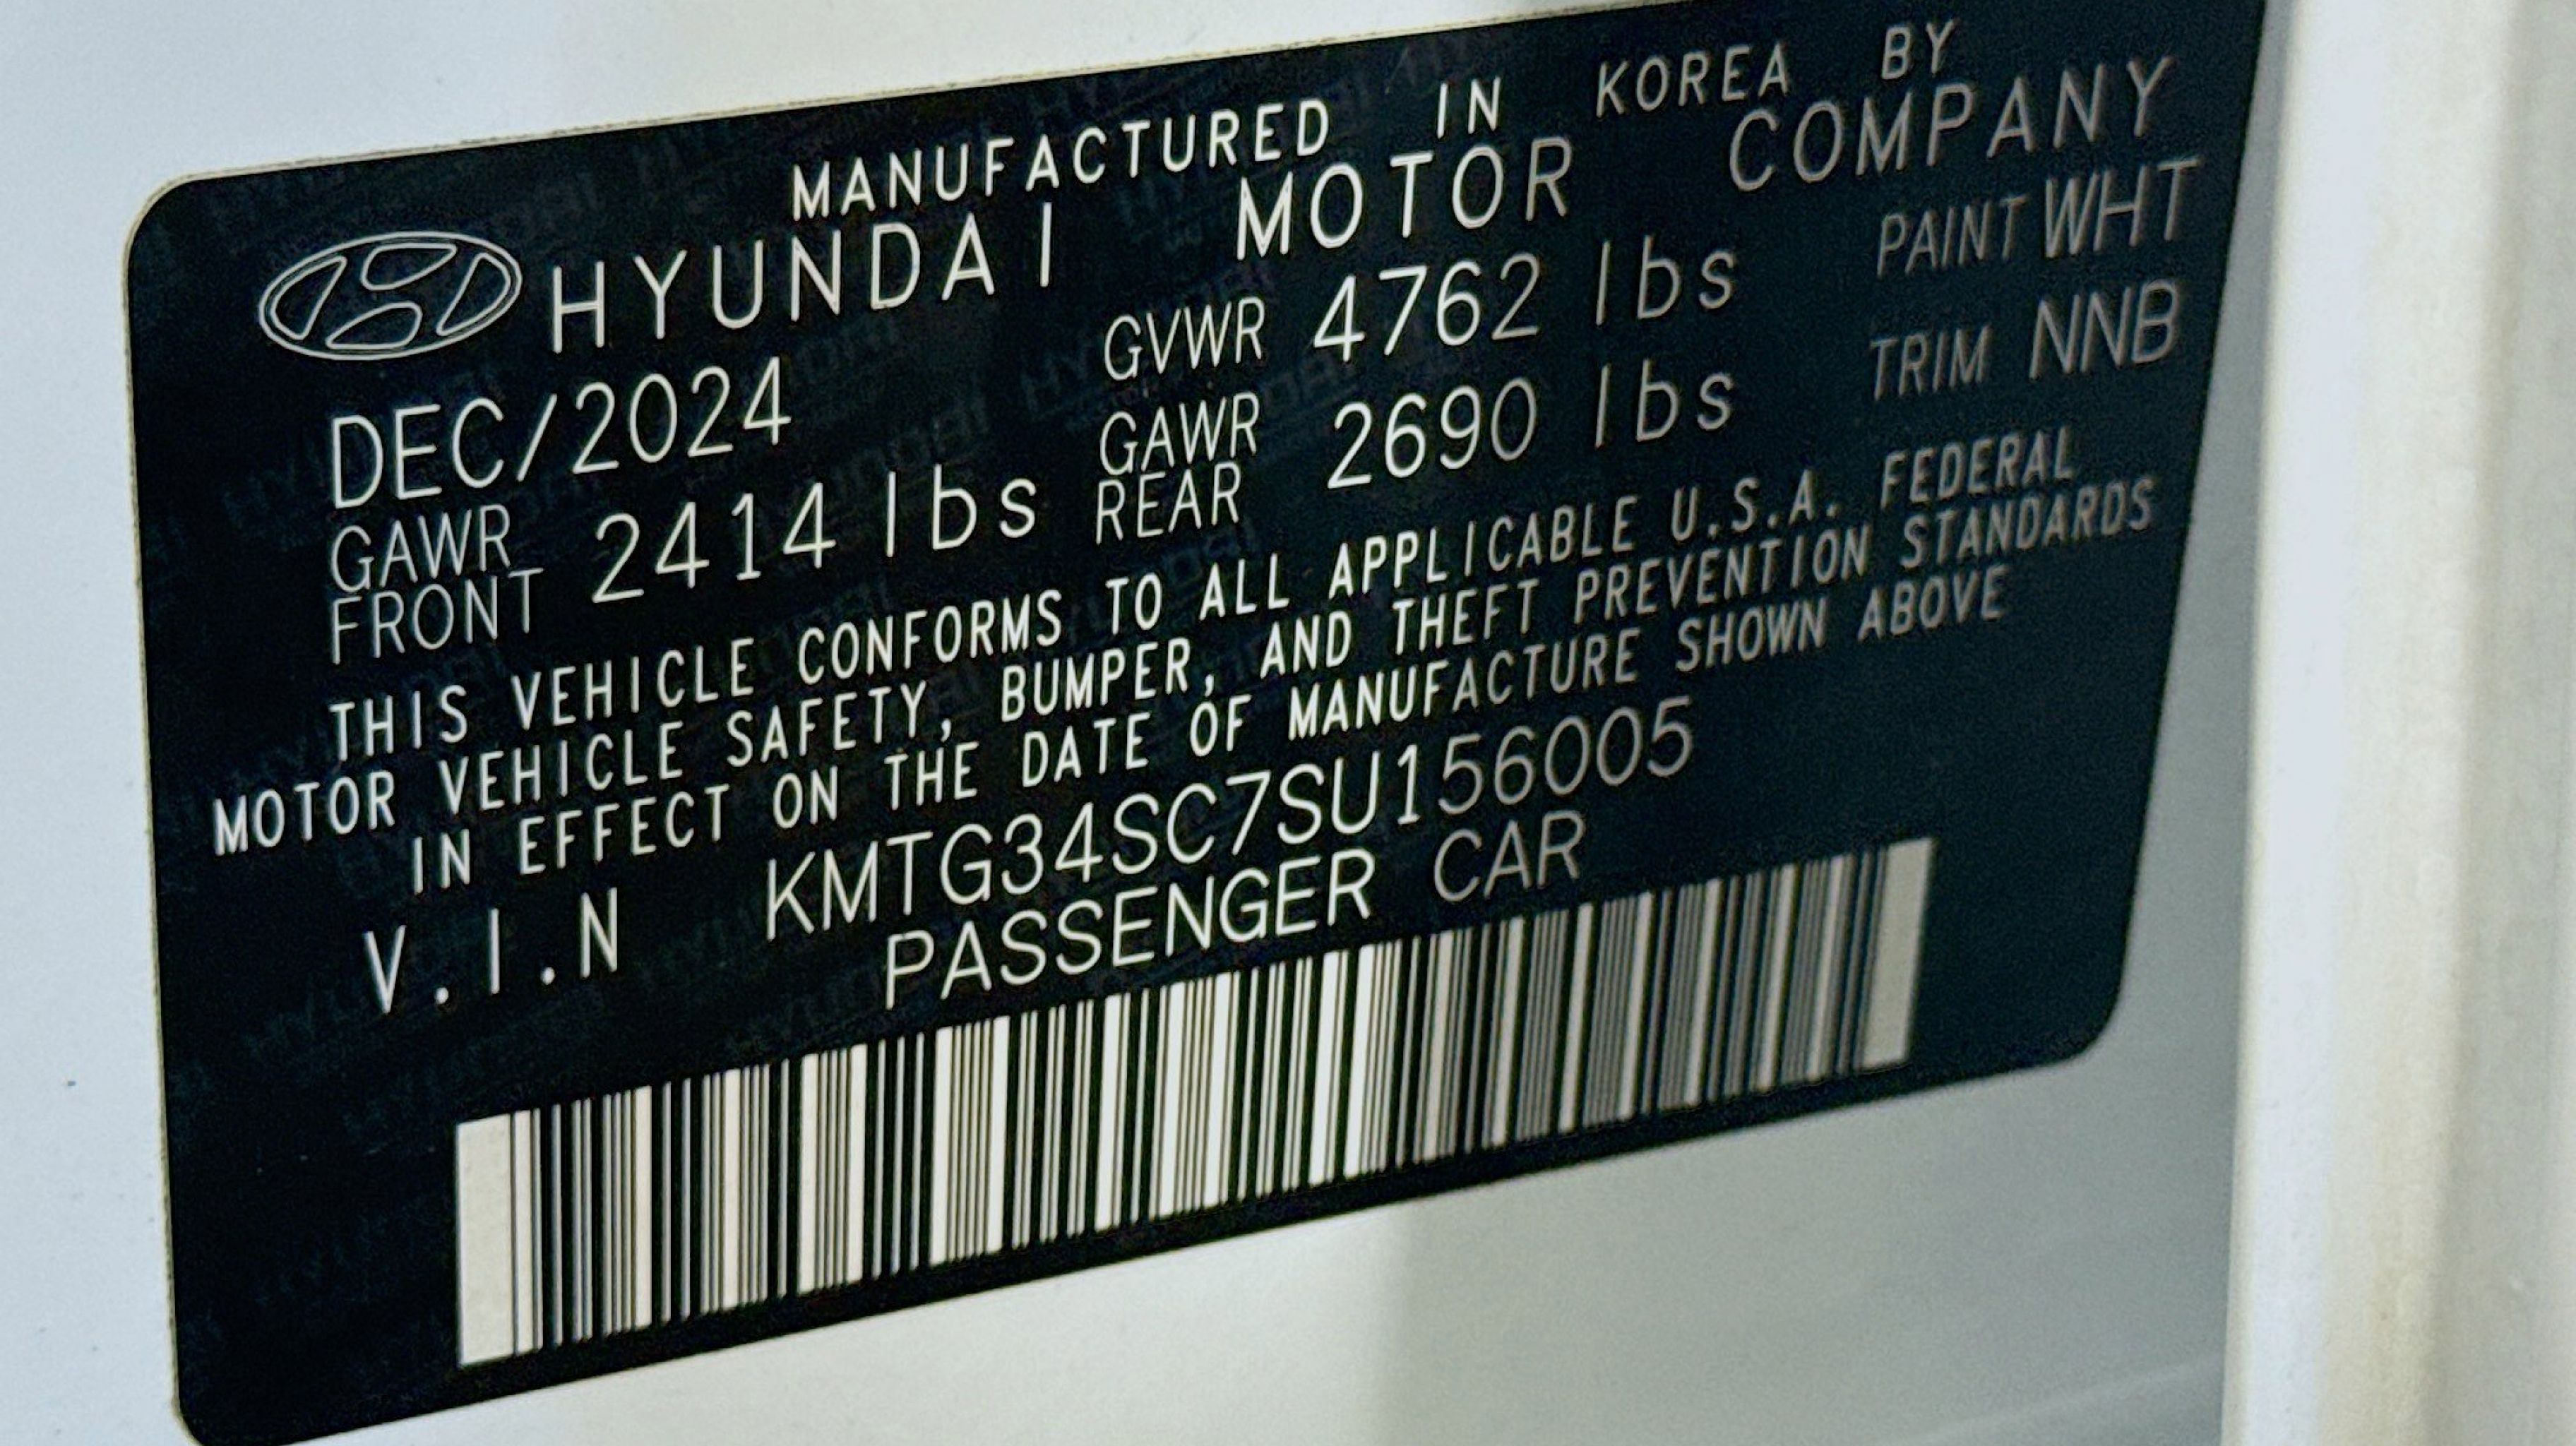 MANUFACTURED IN KOREA BY
HYUNDAI MOTOR COMPANY
DEC/2024 GVWR 4762 lbs PAINT WHT
GAWR FRONT 2414 lbs GAWR REAR 2690 lbs TRIM NNB
THIS VEHICLE CONFORMS TO ALL APPLICABLE U.S.A. FEDERAL
MOTOR VEHICLE SAFETY, BUMPER, AND THEFT PREVENTION STANDARDS
IN EFFECT ON THE DATE OF MANUFACTURE SHOWN ABOVE
V.I.N KMTG34SC7SU156005
PASSENGER CAR